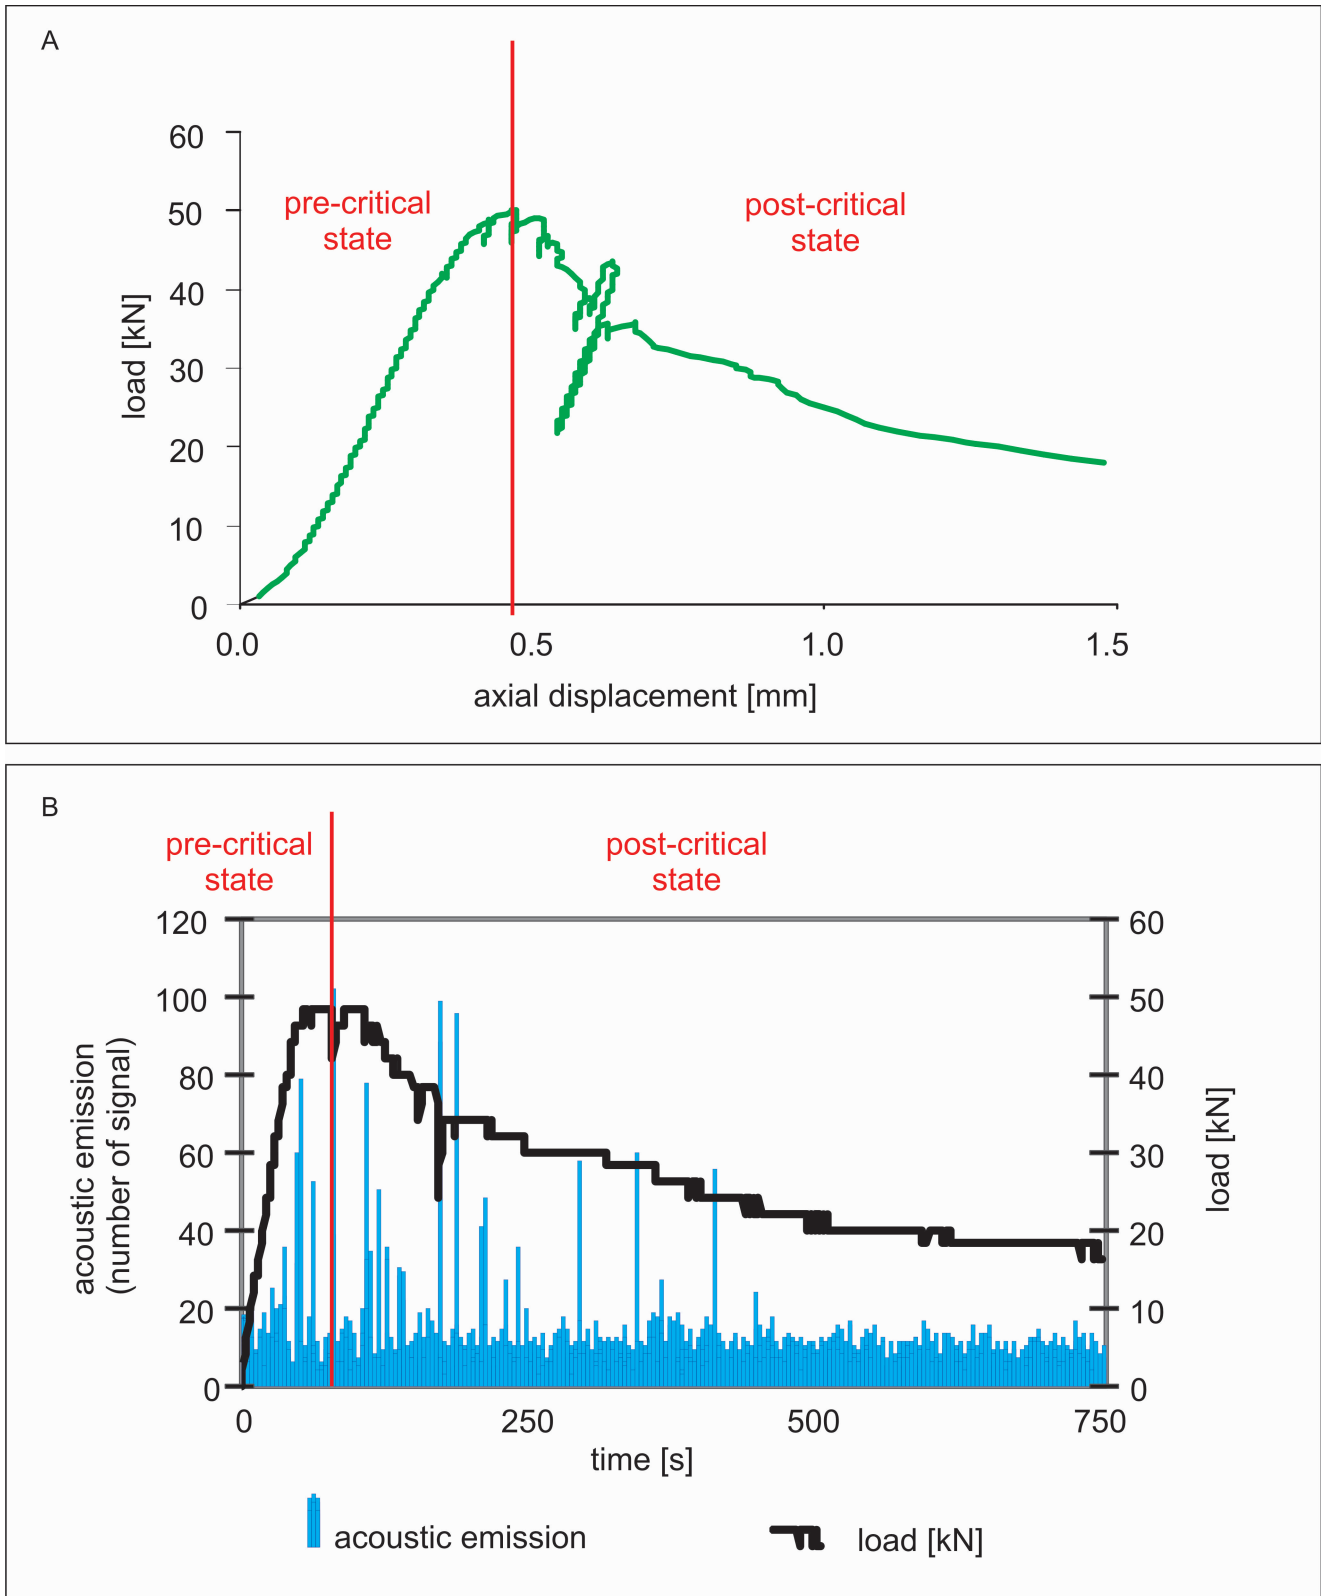 A
pre-critical
state
post-critical
state
60
50
40
30
20
10
0
load [kN]
0.0
0.5
1.0
1.5
axial displacement [mm]
B
pre-critical
state
post-critical
state
120
100
80
60
40
20
0
acoustic emission
(number of signal)
60
50
40
30
20
10
0
load [kN]
0
250
500
750
time [s]
acoustic emission
load [kN]